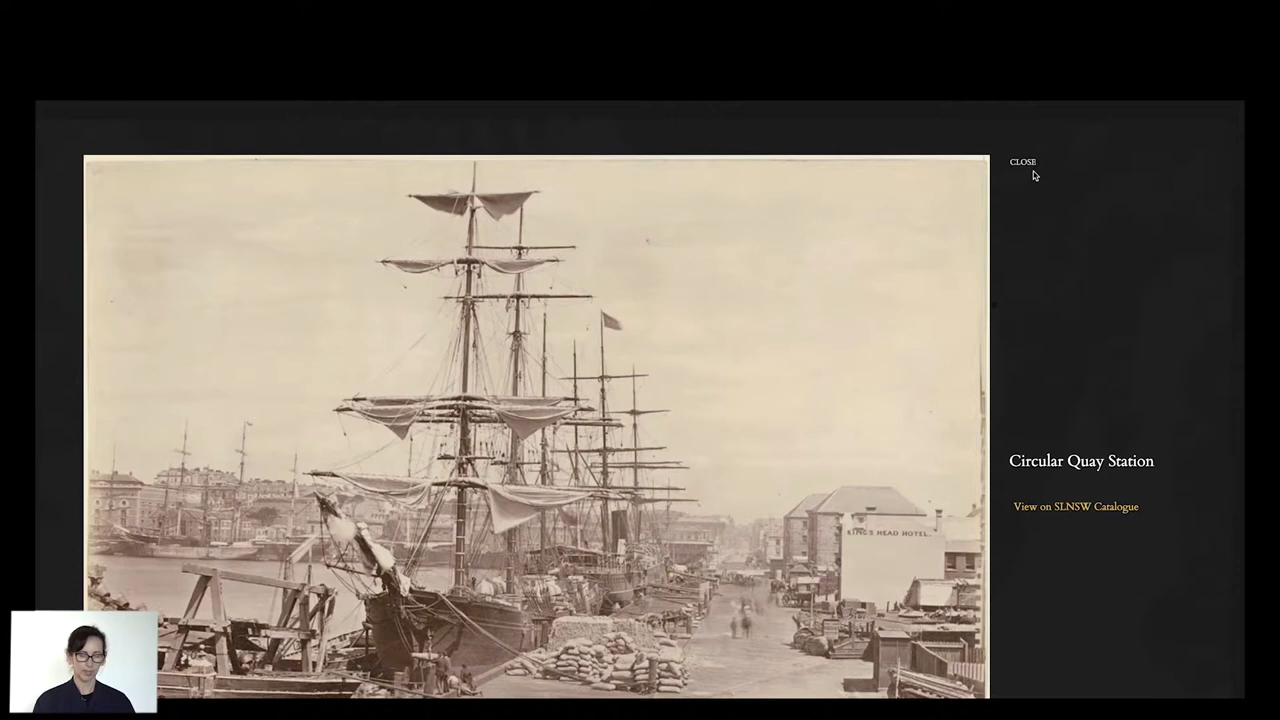 CLOSE
KING'S HEAD HOTEL.
Circular Quay Station
View on SLNSW Catalogue